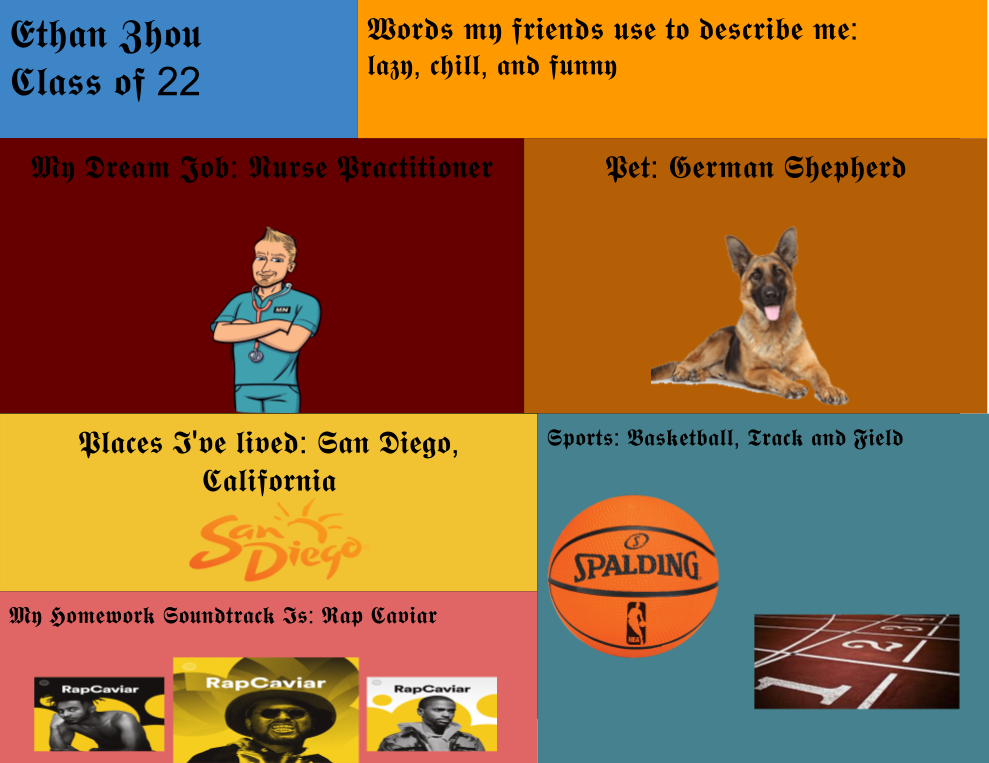 Ethan Zhou
Class of 22
Words my friends use to describe me:
lazy, chill, and funny
My Dream Job: Nurse Practitioner
MN
Pet: German Shepherd
Places I've lived: San Diego,
California
San
Diego
Sports: Basketball, Track and Field
S
SPALDING
NBA
2
1
My Homework Soundtrack Is: Rap Caviar
RapCaviar
RapCaviar
RapCaviar